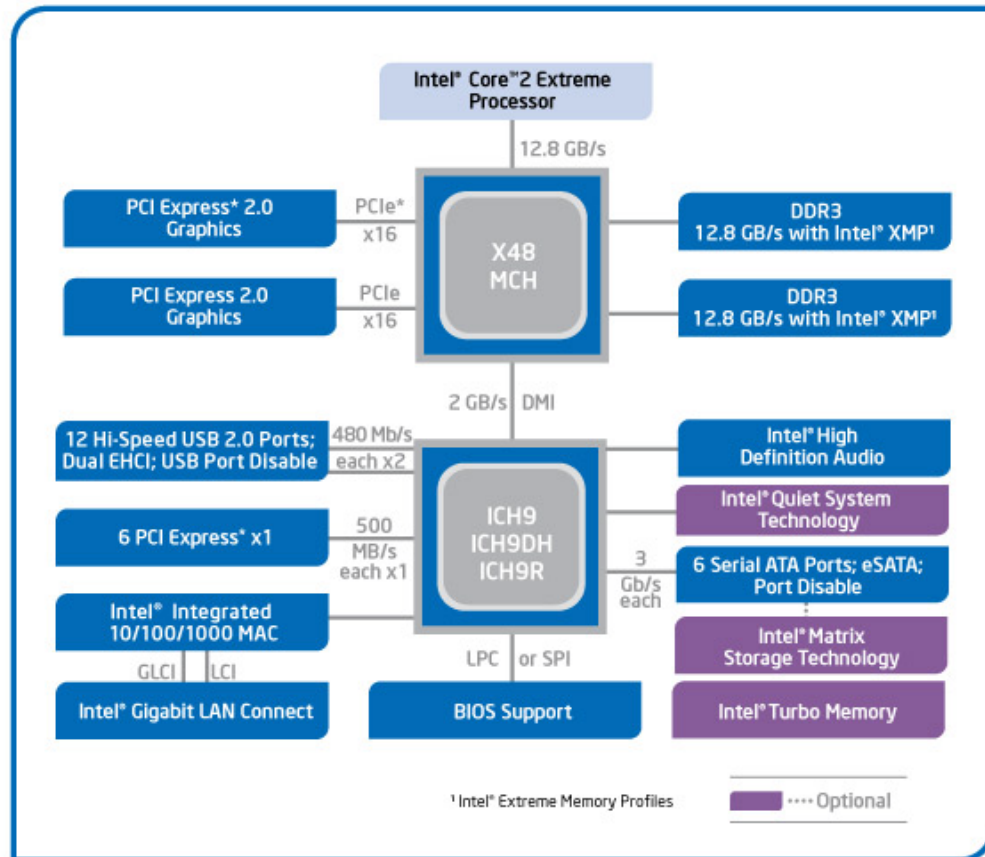 Intel® Core™2 Extreme
Processor
12.8 GB/s
PCI Express* 2.0
Graphics
PCIe*
x16
X48
MCH
DDR3
12.8 GB/s with Intel® XMP¹
PCI Express 2.0
Graphics
PCIe
x16
DDR3
12.8 GB/s with Intel® XMP¹
2 GB/s DMI
12 Hi-Speed USB 2.0 Ports;
Dual EHCI; USB Port Disable
480 Mb/s
each x2
Intel® High
Definition Audio
ICH9
ICH9DH
ICH9R
Intel® Quiet System
Technology
6 PCI Express* x1
500
MB/s
each x1
3
Gb/s
each
6 Serial ATA Ports; eSATA;
Port Disable
Intel® Integrated
10/100/1000 MAC
GLCI LCI
LPC or SPI
Intel® Matrix
Storage Technology
Intel® Gigabit LAN Connect
BIOS Support
Intel® Turbo Memory
¹ Intel® Extreme Memory Profiles
Optional